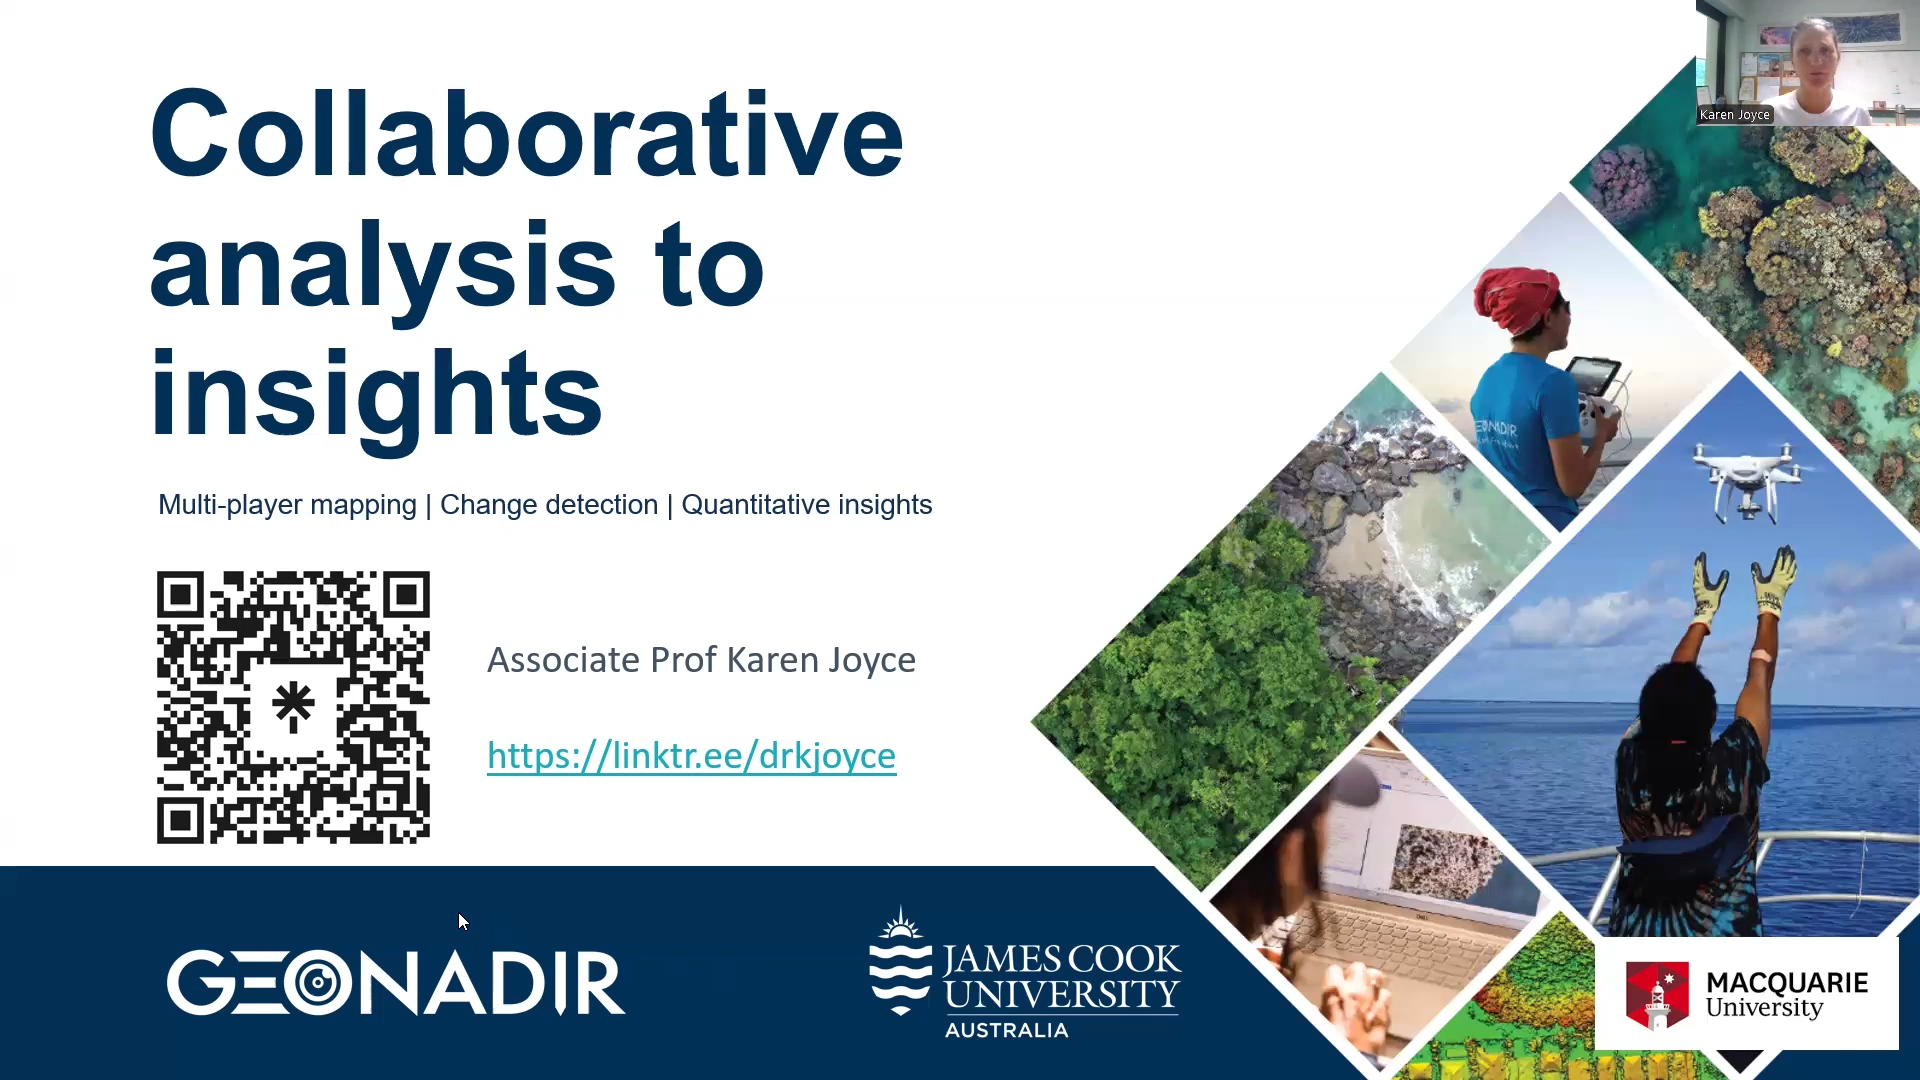 Collaborative
analysis to
insights
Multi-player mapping | Change detection | Quantitative insights
Associate Prof Karen Joyce
https://linktr.ee/drkjoyce
GEONADIR
JAMES COOK
UNIVERSITY
AUSTRALIA
MACQUARIE
University
Karen Joyce